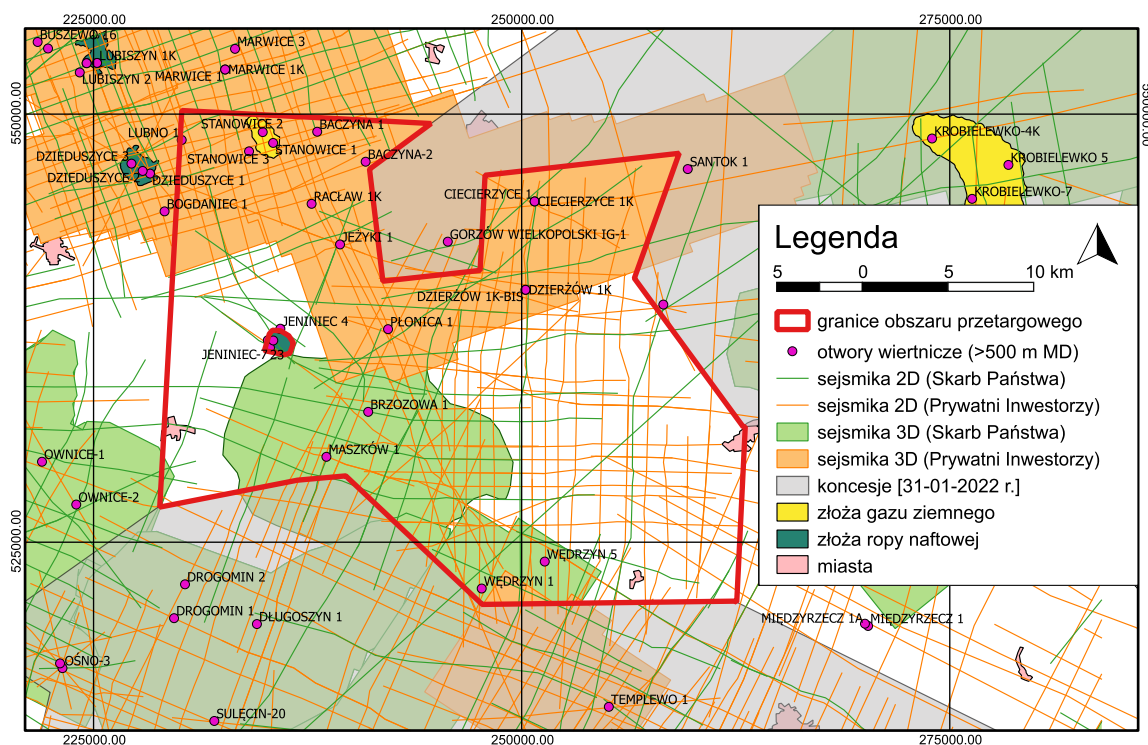 225000.00
250000.00
275000.00
BUSZEWO 16
MARWICE 3
LUBISZYN 1K
LUBISZYN 2
MARWICE 1
MARWICE 1K
550000.00
STANOWICE 2
BACZYNA 1
LUBNO 1
KROBIELEWKO-4K
DZIEDUSZYCE 3
STANOWICE 3
STANOWICE 1
BACZYNA-2
SANTOK 1
KROBIELEWKO 5
DZIEDUSZYCE 2
DZIEDUSZYCE 1
RACŁAW 1K
CIECIERZYCE 1
CIECIERZYCE 1K
KROBIELEWKO-7
BOGDANIEC 1
JEŻYKI 1
GORZÓW WIELKOPOLSKI IG-1
DZIERŻÓW 1K-BIS
DZIERŻÓW 1K
JENINIEC 4
PŁONICA 1
JENINIEC-7
23
BRZOZOWA 1
MASZKÓW 1
OWNICE-1
OWNICE-2
525000.00
WĘDRZYN 5
WĘDRZYN 1
DROGOMIN 2
DROGOMIN 1
DŁUGOSZYN 1
MIĘDZYRZECZ 1A
MIĘDZYRZECZ 1
OŚNO-3
TEMPLEWO 1
SULĘCIN-20
Legenda
5 0 5 10 km
granice obszaru przetargowego
otwory wiertnicze (>500 m MD)
sejsmika 2D (Skarb Państwa)
sejsmika 2D (Prywatni Inwestorzy)
sejsmika 3D (Skarb Państwa)
sejsmika 3D (Prywatni Inwestorzy)
koncesje [31-01-2022 r.]
złoża gazu ziemnego
złoża ropy naftowej
miasta
225000.00
250000.00
275000.00